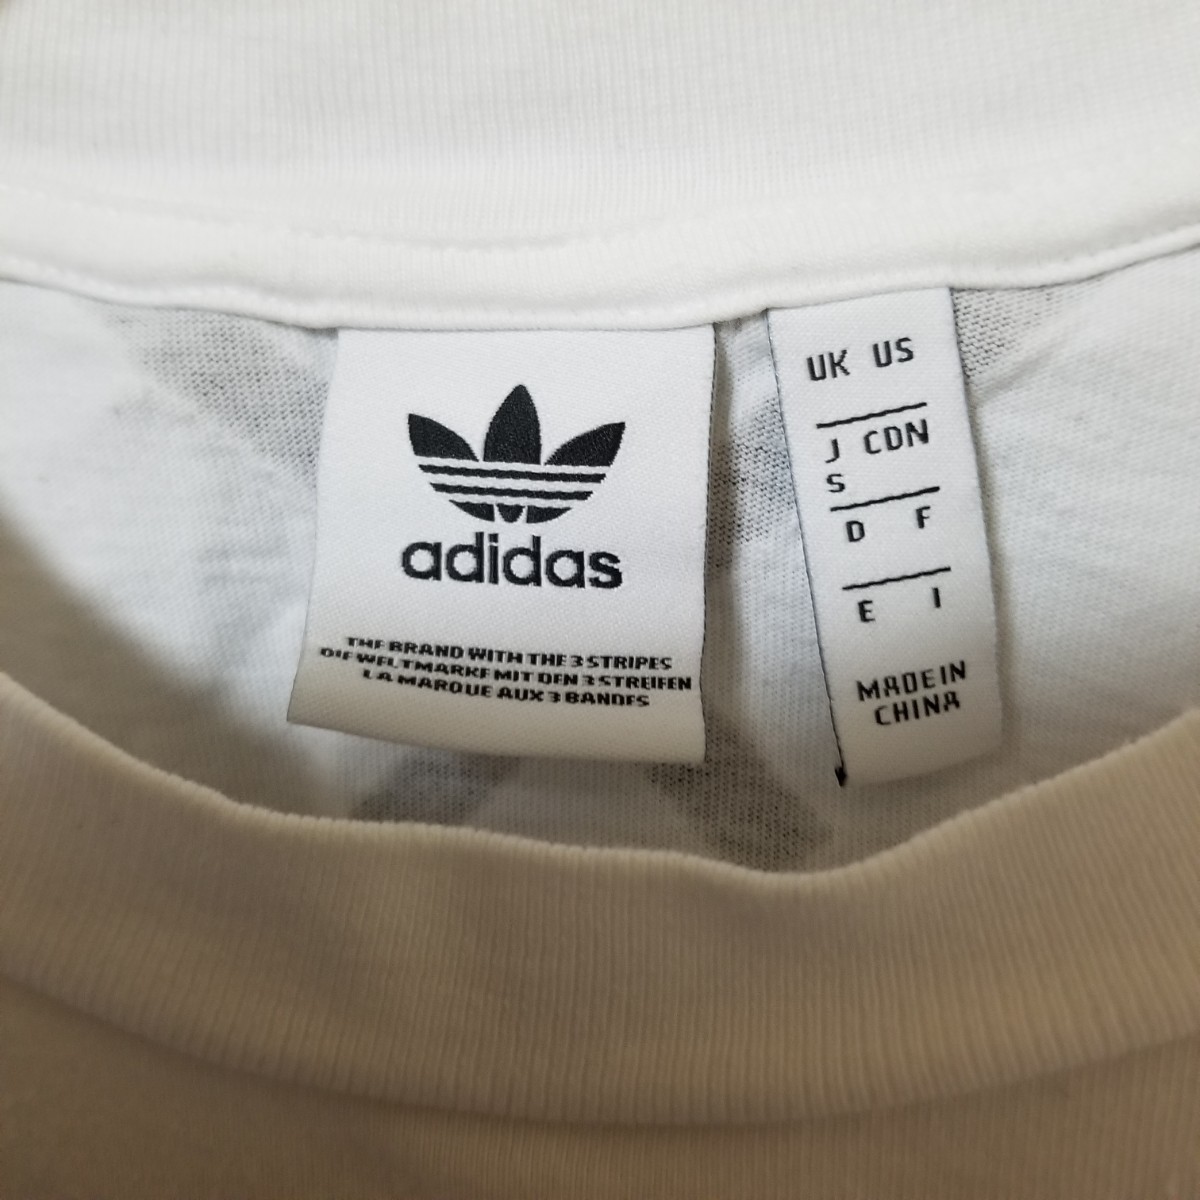 adidas
THE BRAND WITH THE 3 STRIPES
DIE WELTMARKE MIT DEN 3 STREIFEN
LA MARQUE AUX 3 BANDES
UK US
J CDN
S
D F
E I
MADE IN
CHINA